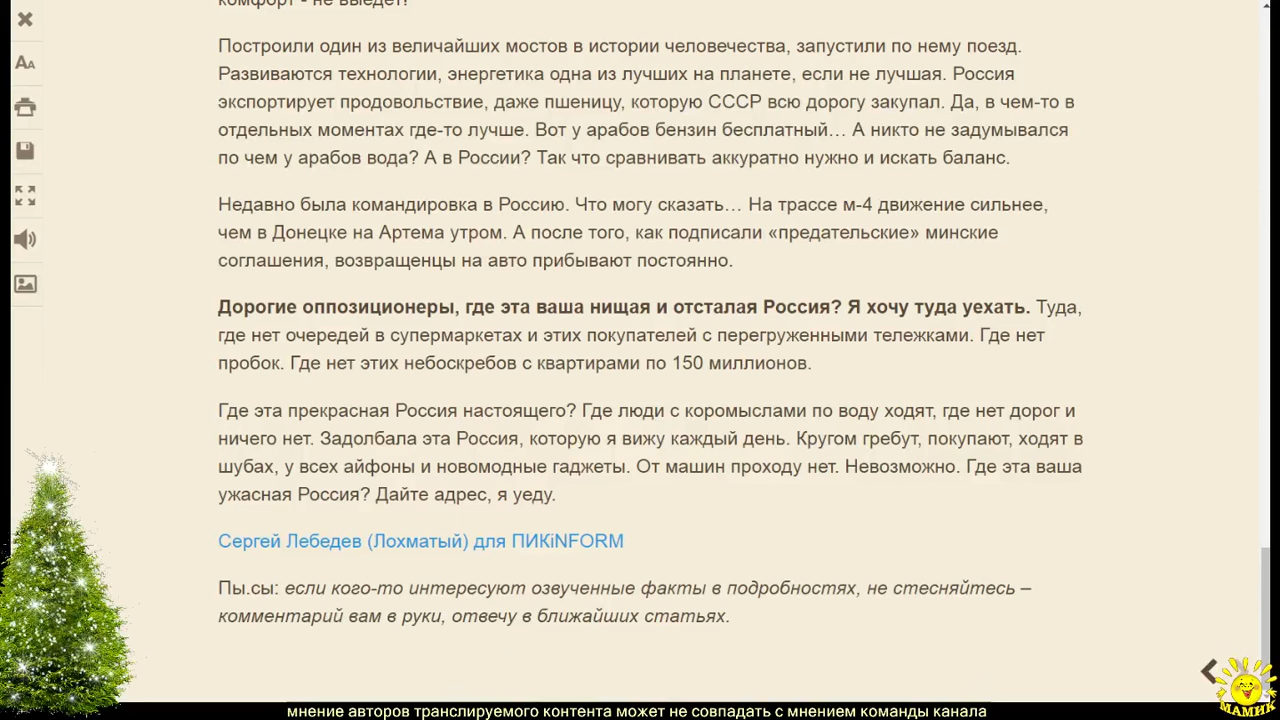 комфорт - не выедет!
Построили один из величайших мостов в истории человечества, запустили по нему поезд.
Развиваются технологии, энергетика одна из лучших на планете, если не лучшая. Россия
экспортирует продовольствие, даже пшеницу, которую СССР всю дорогу закупал. Да, в чем-то в
отдельных моментах где-то лучше. Вот у арабов бензин бесплатный… А никто не задумывался
по чем у арабов вода? А в России? Так что сравнивать аккуратно нужно и искать баланс.
Недавно была командировка в Россию. Что могу сказать… На трассе м-4 движение сильнее,
чем в Донецке на Артема утром. А после того, как подписали «предательские» минские
соглашения, возвращенцы на авто прибывают постоянно.
Дорогие оппозиционеры, где эта ваша нищая и отсталая Россия? Я хочу туда уехать. Туда,
где нет очередей в супермаркетах и этих покупателей с перегруженными тележками. Где нет
пробок. Где нет этих небоскребов с квартирами по 150 миллионов.
Где эта прекрасная Россия настоящего? Где люди с коромыслами по воду ходят, где нет дорог и
ничего нет. Задолбала эта Россия, которую я вижу каждый день. Кругом гребут, покупают, ходят в
шубах, у всех айфоны и новомодные гаджеты. От машин проходу нет. Невозможно. Где эта ваша
ужасная Россия? Дайте адрес, я уеду.
Сергей Лебедев (Лохматый) для ПИКiNFORM
Пы.сы: если кого-то интересуют озвученные факты в подробностях, не стесняйтесь –
комментарий вам в руки, отвечу в ближайших статьях.
МАМИК
мнение авторов транслируемого контента может не совпадать с мнением команды канала